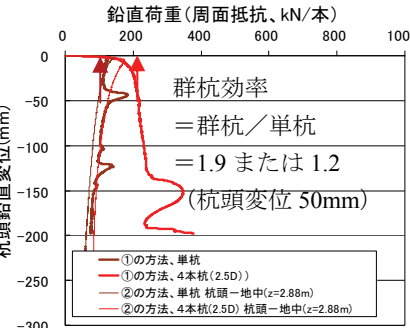 鉛直荷重(周面抵抗、kN/本)
0 200 400 600 800 100
0
-50
-100
-150
-200
-250
-300
杭頭鉛直変位(mm)
群杭効率
＝群杭／単杭
＝1.9 または 1.2
(杭頭変位 50mm)
①の方法、単杭
①の方法、4本杭(2.5D))
②の方法、単杭 杭頭ー地中(z=2.88m)
②の方法、4本杭(2.5D) 杭頭ー地中(z=2.88m)